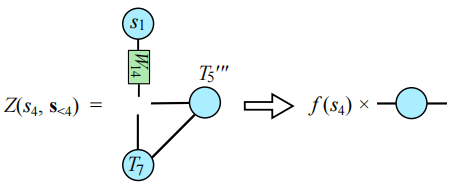 s₁
W₁₄
T₅'''
Z(s₄, s<₄) =
f(s₄) ×
T₇